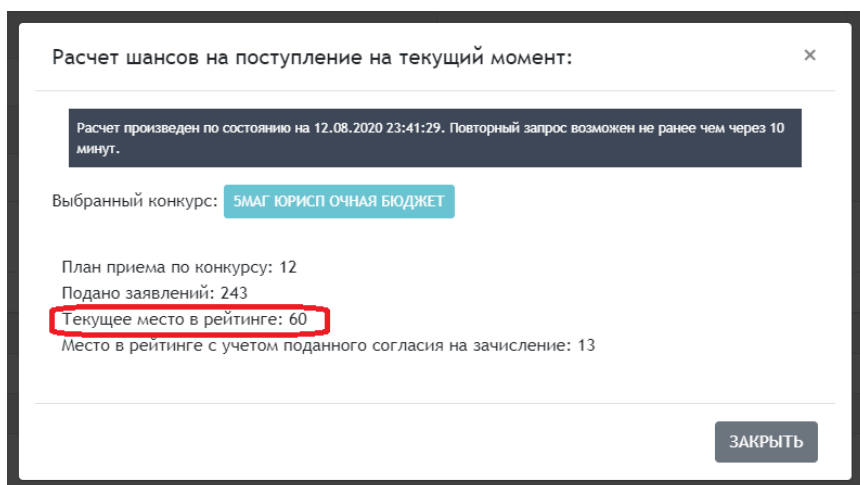 Расчет шансов на поступление на текущий момент:
×
Расчет произведен по состоянию на 12.08.2020 23:41:29. Повторный запрос возможен не ранее чем через 10
минут.
Выбранный конкурс: 5МАГ ЮРИСП ОЧНАЯ БЮДЖЕТ
План приема по конкурсу: 12
Подано заявлений: 243
Текущее место в рейтинге: 60
Место в рейтинге с учетом поданного согласия на зачисление: 13
ЗАКРЫТЬ